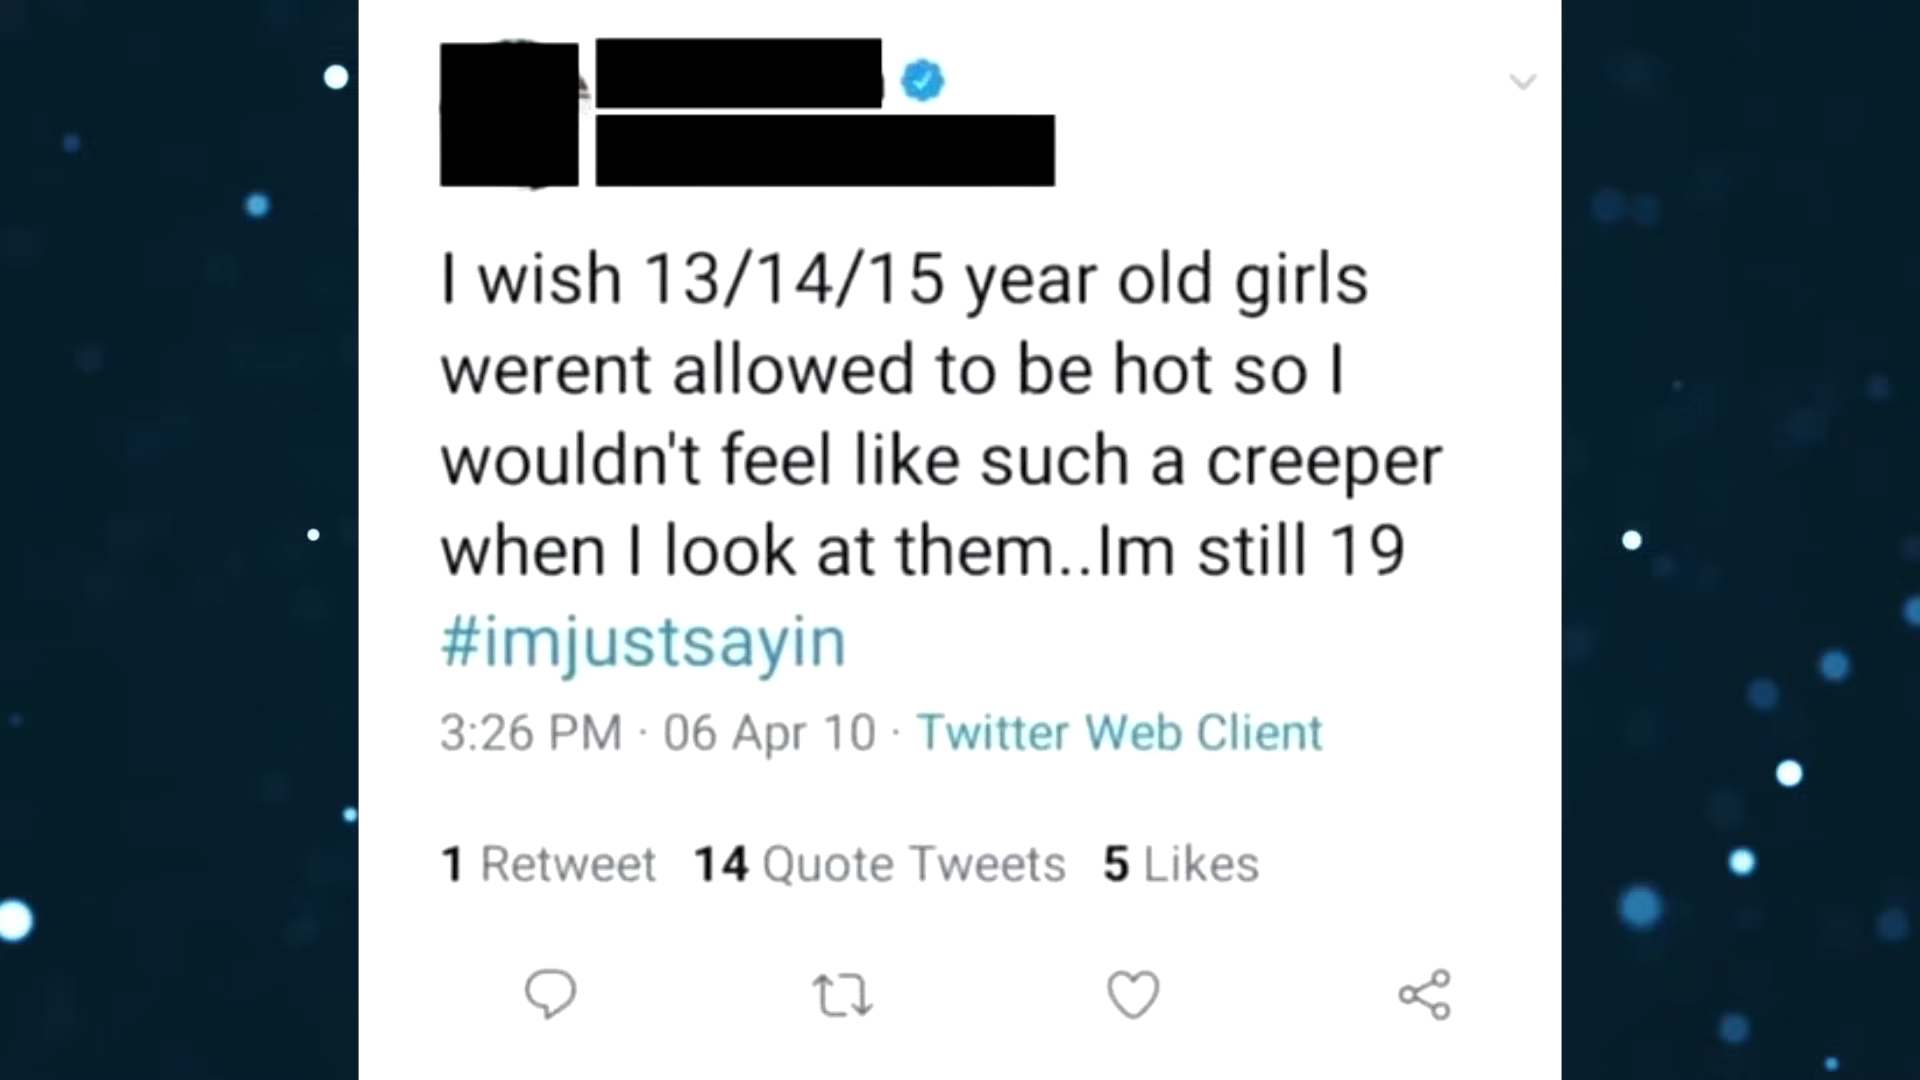 I wish 13/14/15 year old girls
werent allowed to be hot so I
wouldn't feel like such a creeper
when I look at them..Im still 19
#imjustsayin
3:26 PM · 06 Apr 10 · Twitter Web Client
1 Retweet 14 Quote Tweets 5 Likes